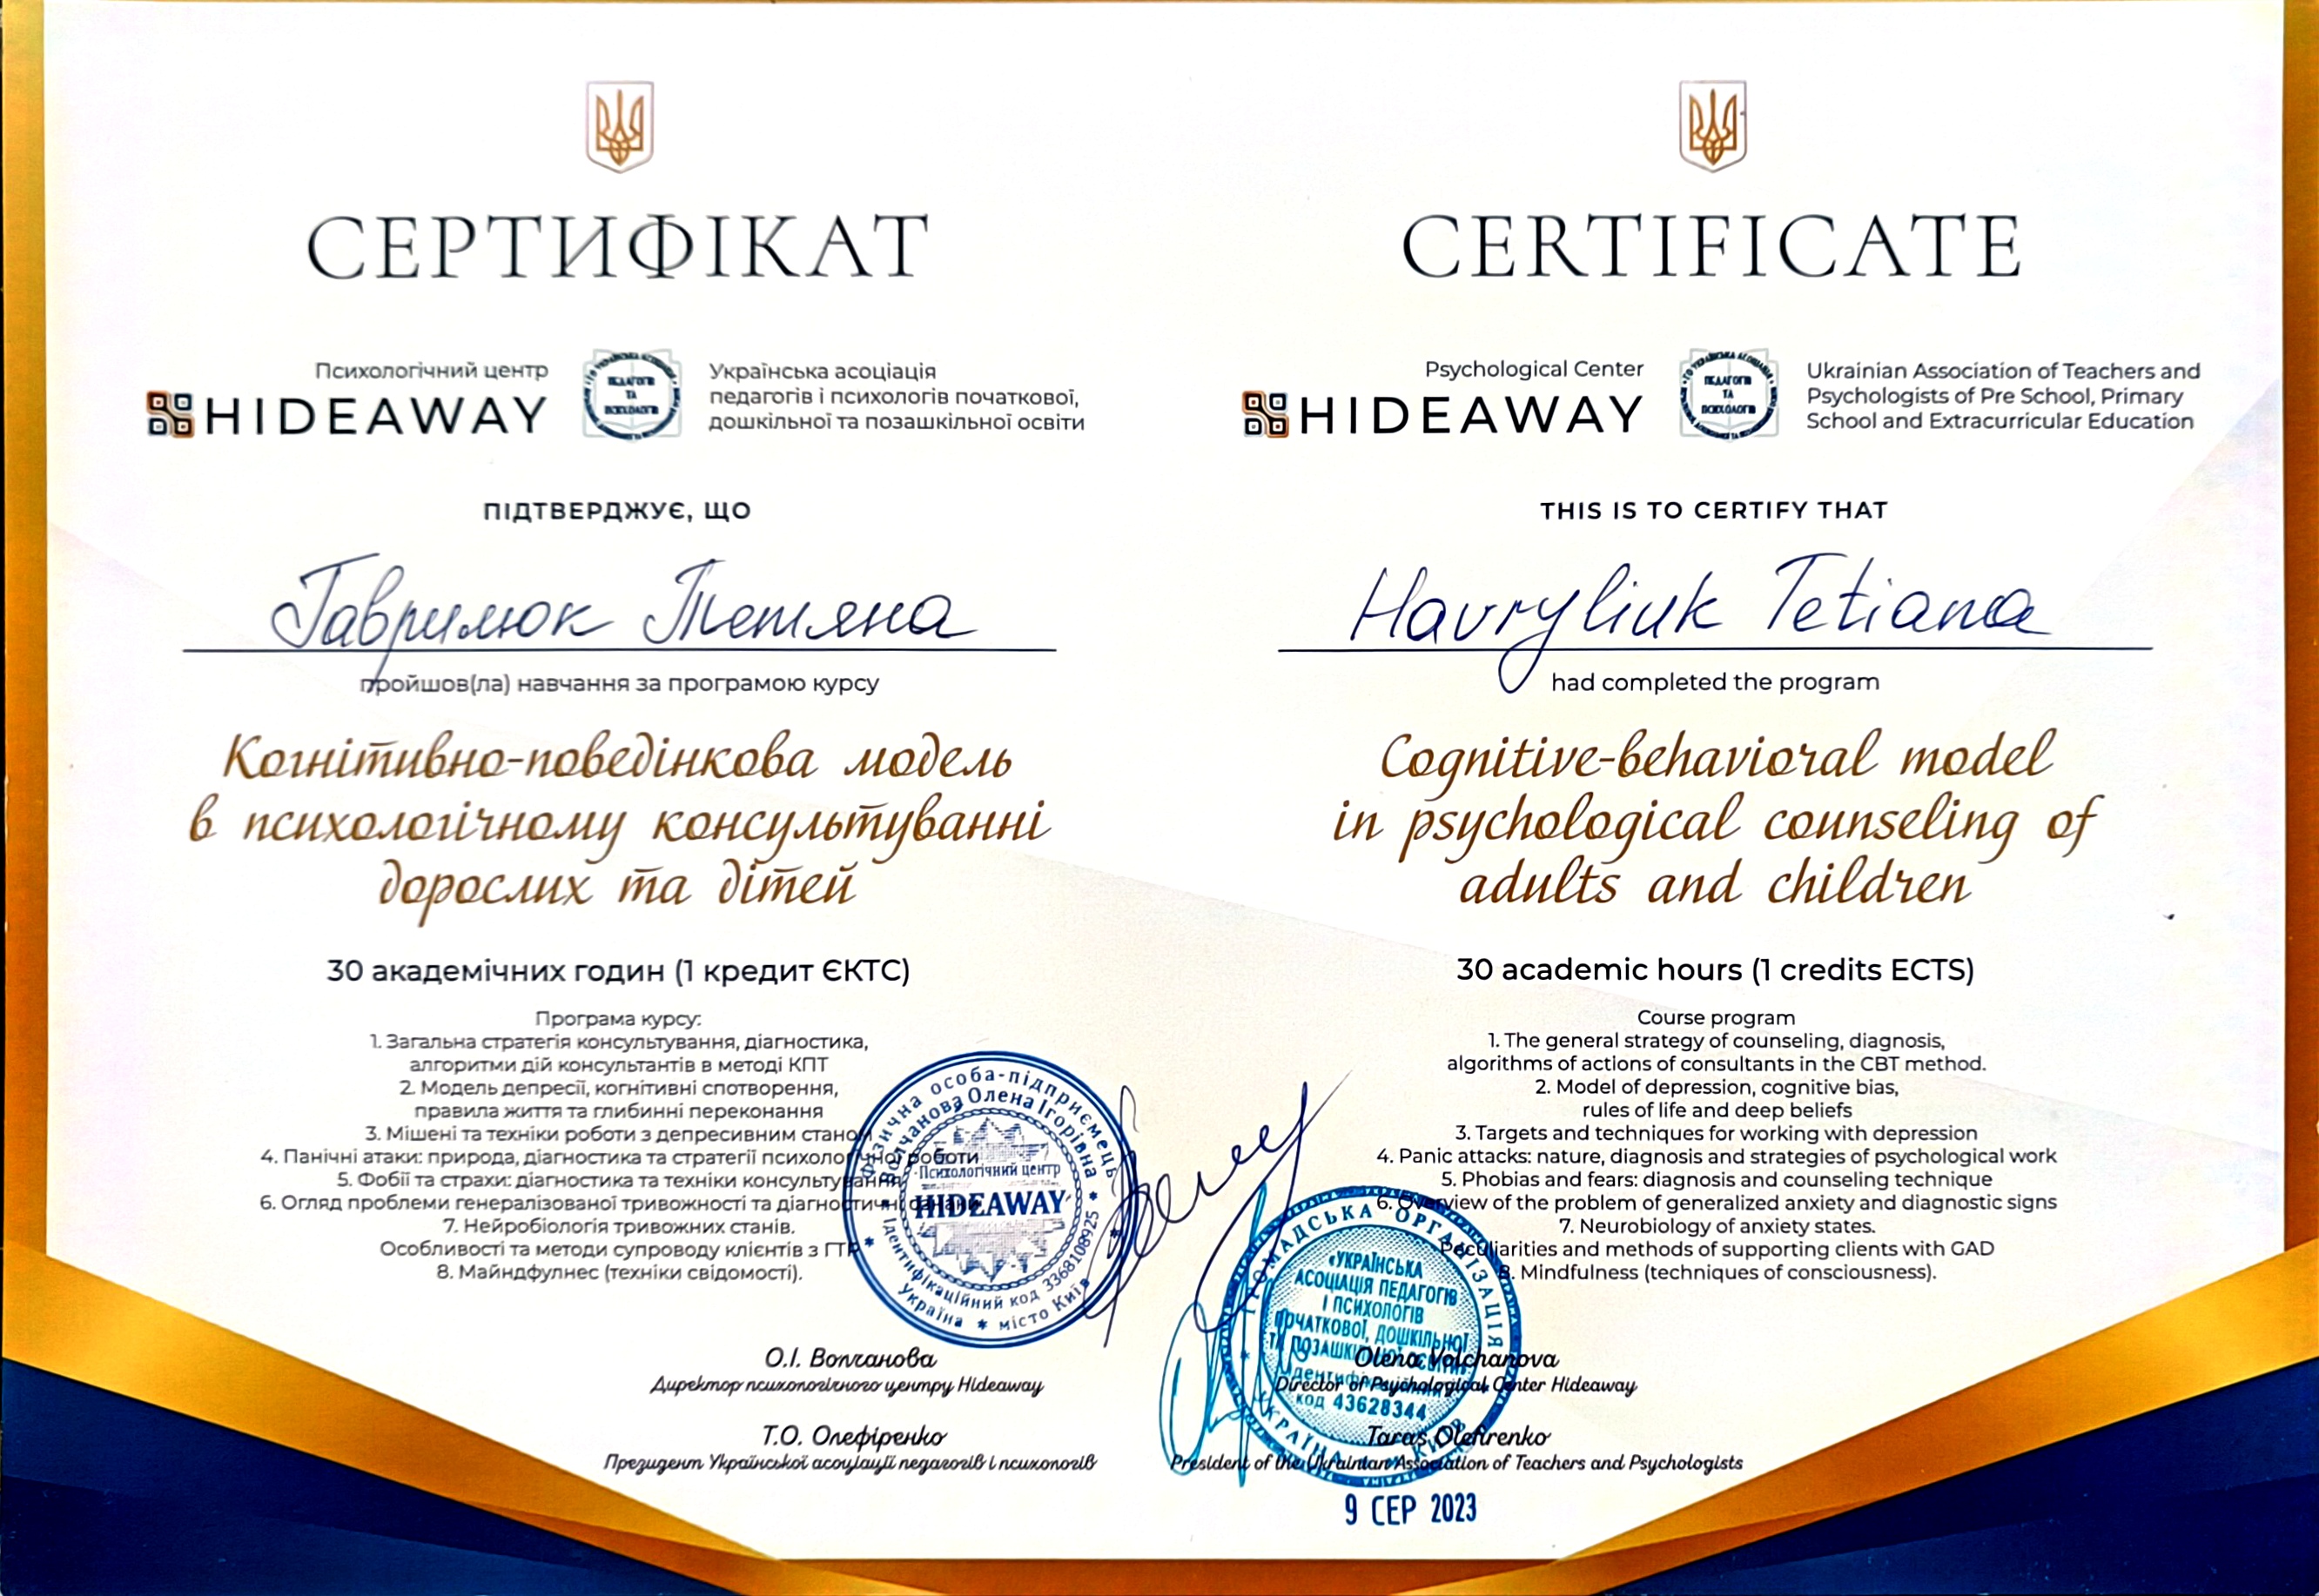 СЕРТИФІКАТ
Психологічний центр
HIDEAWAY
ПЕДАГОГІВ
ТА
ПСИХОЛОГІВ
Українська асоціація
педагогів і психологів початкової,
дошкільної та позашкільної освіти
ПІДТВЕРДЖУЄ, ЩО
Гаврилюк Тетяна
пройшов(ла) навчання за програмою курсу
Когнітивно-поведінкова модель
в психологічному консультуванні
дорослих та дітей
30 академічних годин (1 кредит ЄКТС)
Програма курсу:
1. Загальна стратегія консультування, діагностика,
алгоритми дій консультантів в методі КПТ
2. Модель депресії, когнітивні спотворення,
правила життя та глибинні переконання
3. Мішені та техніки роботи з депресивним станом
4. Панічні атаки: природа, діагностика та стратегії психологічної роботи
5. Фобії та страхи: діагностика та техніки консультування
6. Огляд проблеми генералізованої тривожності та діагностичні ознаки
7. Нейробіологія тривожних станів.
Особливості та методи супроводу клієнтів з ГТР
8. Майндфулнес (техніки свідомості).
О.І. Волчанова
Директор психологічного центру Hideaway
Т.О. Олефіренко
Президент Української асоціації педагогів і психологів
Фізична особа-підприємець
Волчанова Олена Ігорівна
Психологічний центр
HIDEAWAY
Ідентифікаційний код 3368108925
Україна * місто Київ
CERTIFICATE
Psychological Center
HIDEAWAY
ПЕДАГОГІВ
ТА
ПСИХОЛОГІВ
Ukrainian Association of Teachers and
Psychologists of Pre School, Primary
School and Extracurricular Education
THIS IS TO CERTIFY THAT
Havryliuk Tetiana
had completed the program
Cognitive-behavioral model
in psychological counseling of
adults and children
30 academic hours (1 credits ECTS)
Course program
1. The general strategy of counseling, diagnosis,
algorithms of actions of consultants in the CBT method.
2. Model of depression, cognitive bias,
rules of life and deep beliefs
3. Targets and techniques for working with depression
4. Panic attacks: nature, diagnosis and strategies of psychological work
5. Phobias and fears: diagnosis and counseling technique
6. Overview of the problem of generalized anxiety and diagnostic signs
7. Neurobiology of anxiety states.
Peculiarities and methods of supporting clients with GAD
8. Mindfulness (techniques of consciousness).
Olena Volchanova
Director of Psychological Center Hideaway
Taras Olefirenko
President of the Ukrainian Association of Teachers and Psychologists
ГРОМАДСЬКА ОРГАНІЗАЦІЯ
«УКРАЇНСЬКА
АСОЦІАЦІЯ ПЕДАГОГІВ
І ПСИХОЛОГІВ
ПОЧАТКОВОЇ, ДОШКІЛЬНОЇ
ТА ПОЗАШКІЛЬНОЇ ОСВІТИ»
код 43628344
УКРАЇНА КИЇВ
9 СЕР 2023